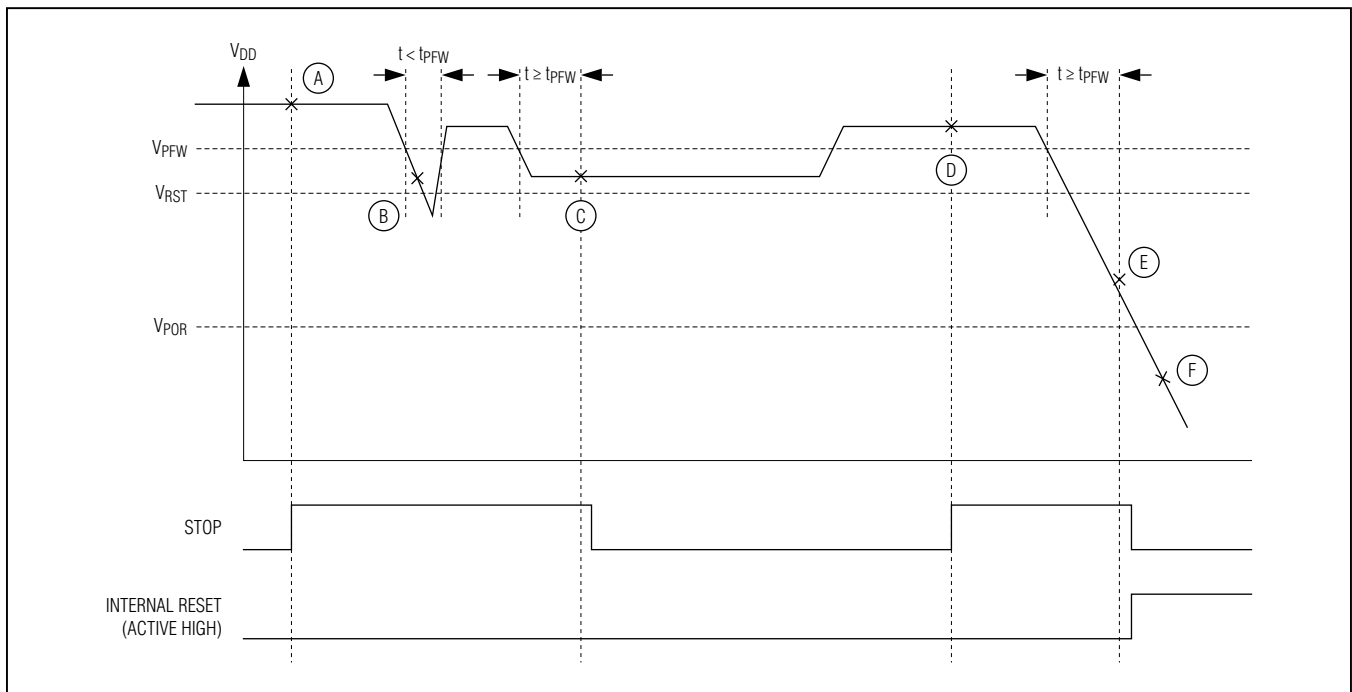 VDD
t < tPFW
t ≥ tPFW
t ≥ tPFW
A
VPFW
D
VRST
B
C
E
VPOR
F
STOP
INTERNAL RESET
(ACTIVE HIGH)